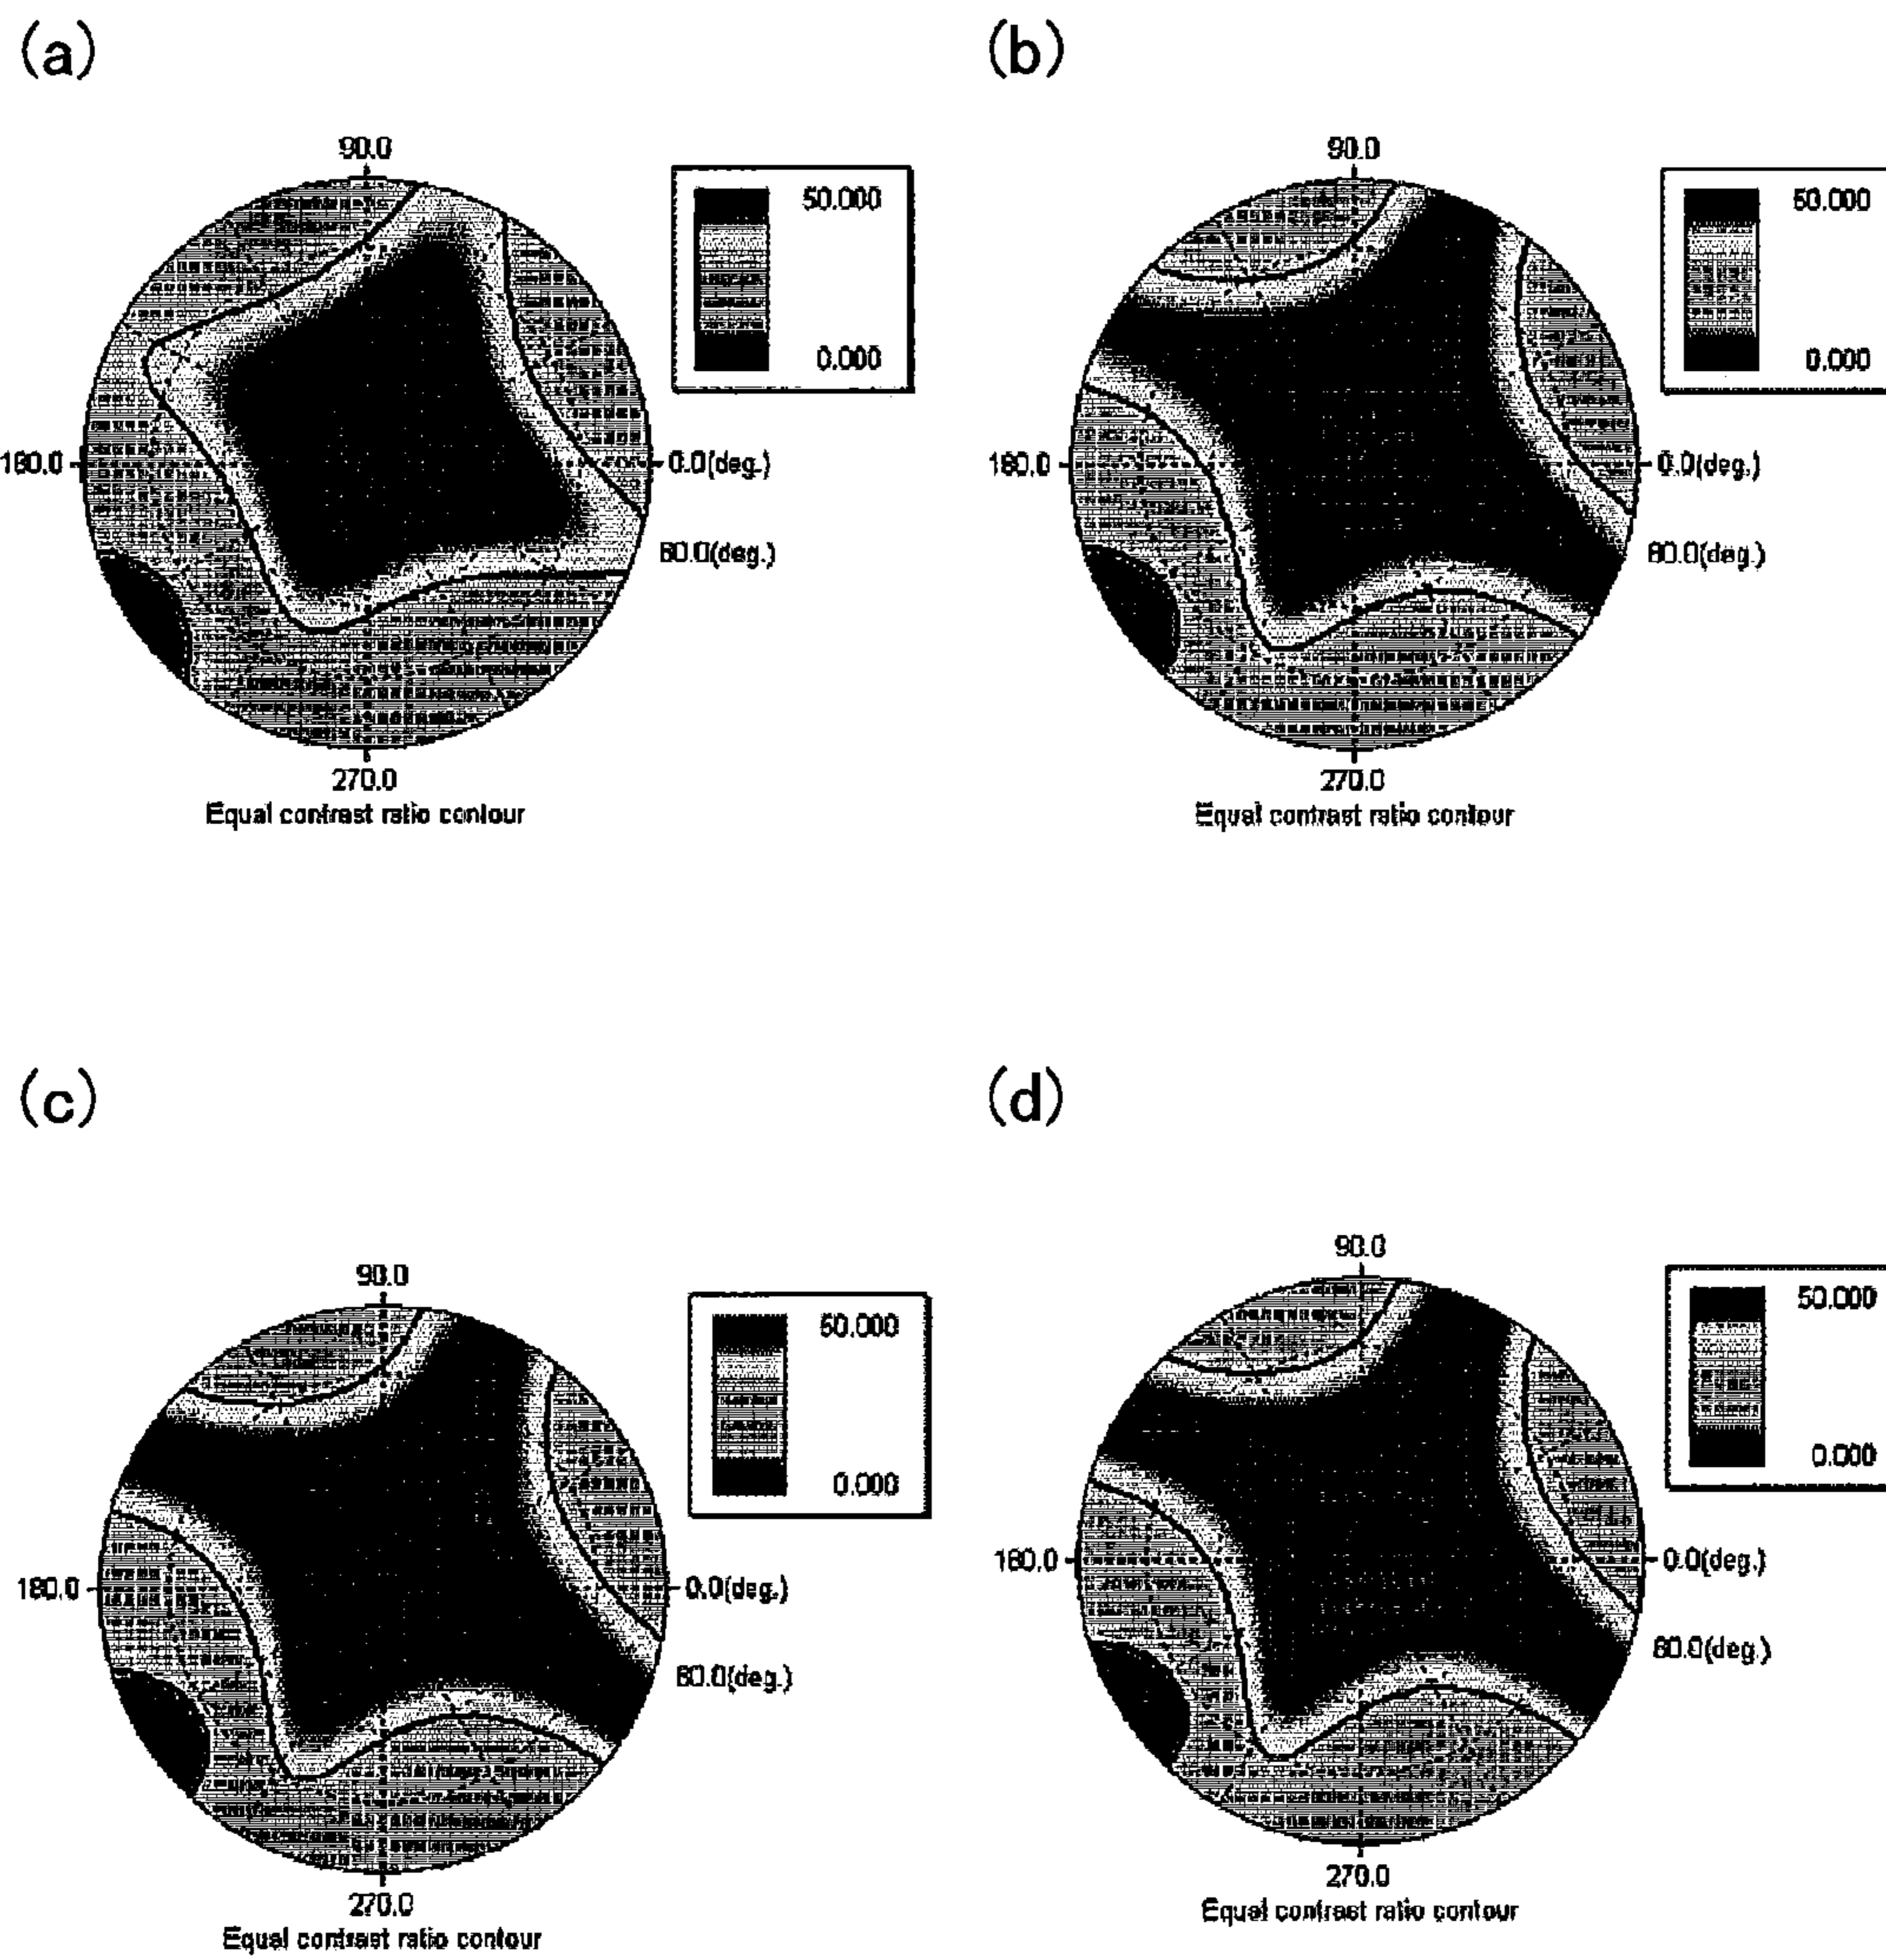 (a)
90.0
50.000
0.000
180.0
0.0(deg.)
80.0(deg.)
270.0
Equal contrast ratio contour
(b)
90.0
50.000
0.000
180.0
0.0(deg.)
80.0(deg.)
270.0
Equal contrast ratio contour
(c)
90.0
50.000
0.000
180.0
0.0(deg.)
80.0(deg.)
270.0
Equal contrast ratio contour
(d)
90.0
50.000
0.000
180.0
0.0(deg.)
80.0(deg.)
270.0
Equal contrast ratio contour